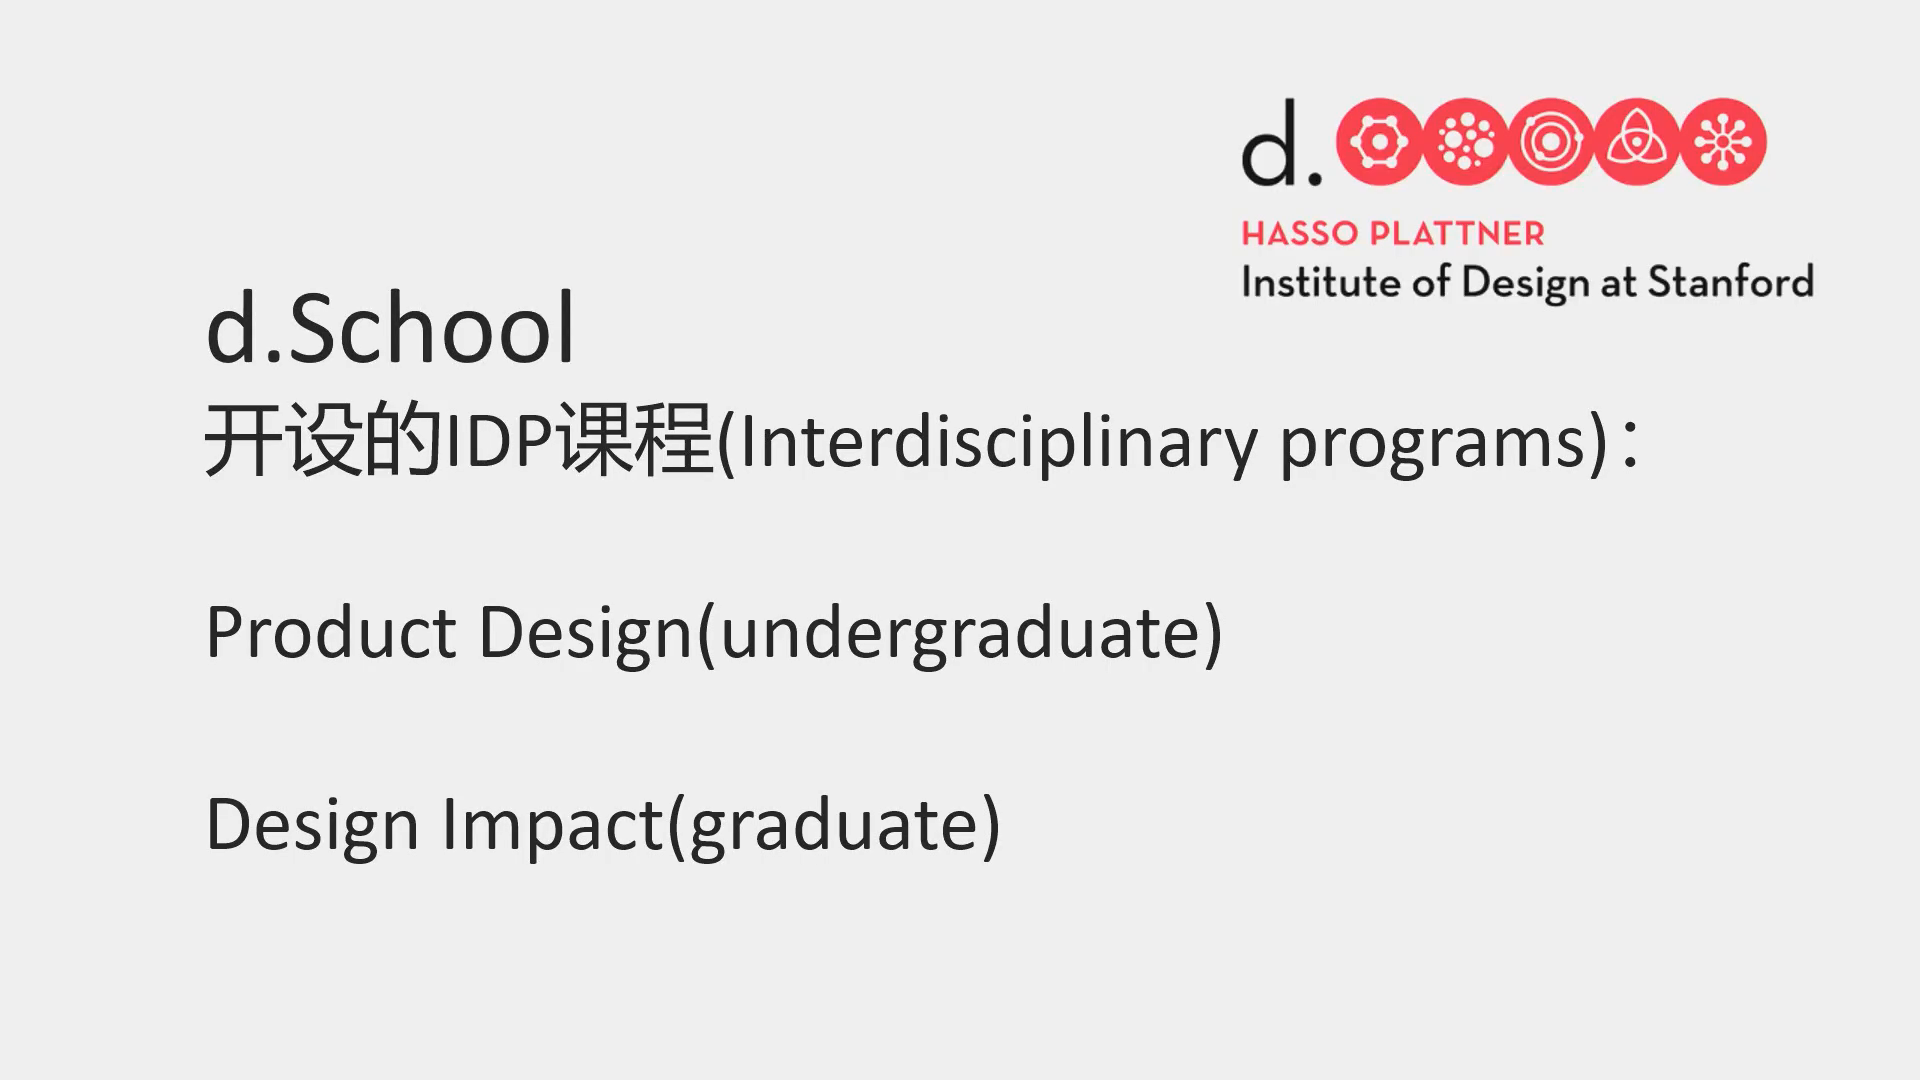 d.
HASSO PLATTNER
Institute of Design at Stanford
d.School
开设的IDP课程(Interdisciplinary programs)：
Product Design(undergraduate)
Design Impact(graduate)